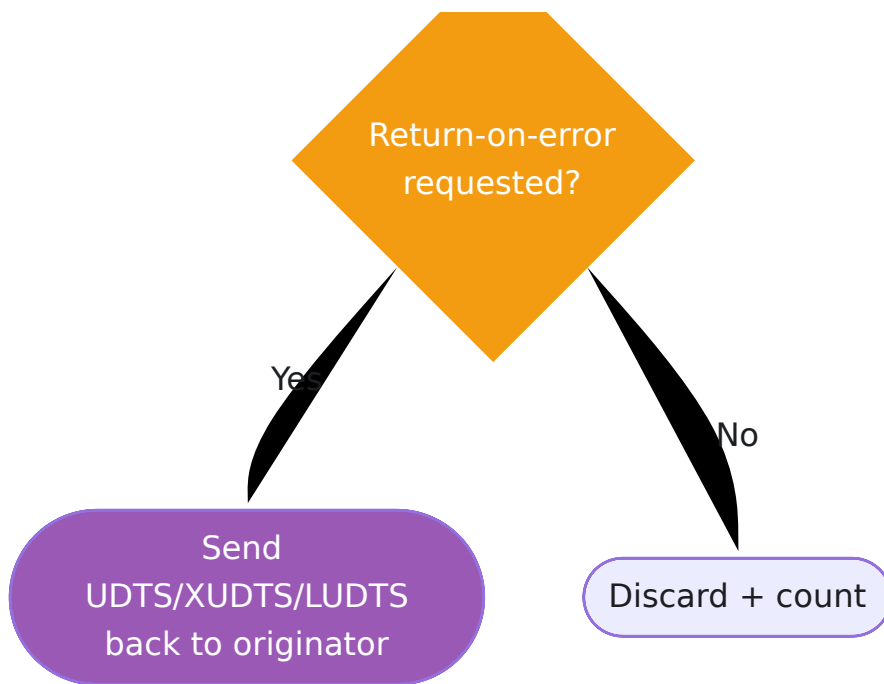 Return-on-error
requested?
Yes
No
Send
UDTS/XUDTS/LUDTS
back to originator
Discard + count